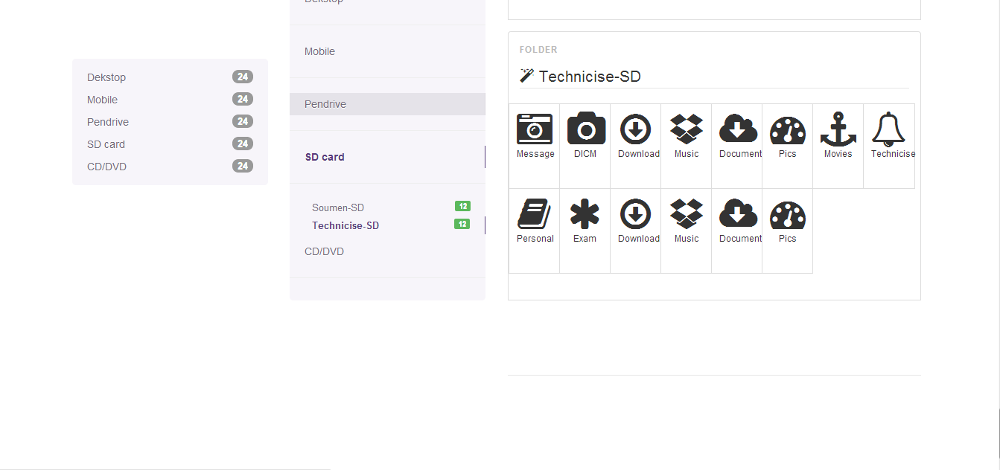 Dekstop 24
Mobile 24
Pendrive 24
SD card 24
CD/DVD 24
Dekstop
Mobile
Pendrive
SD card
Soumen-SD 12
Technicise-SD 12
CD/DVD
FOLDER
Technicise-SD
Message DICM Download Music Document Pics Movies Technicise
Personal Exam Download Music Document Pics